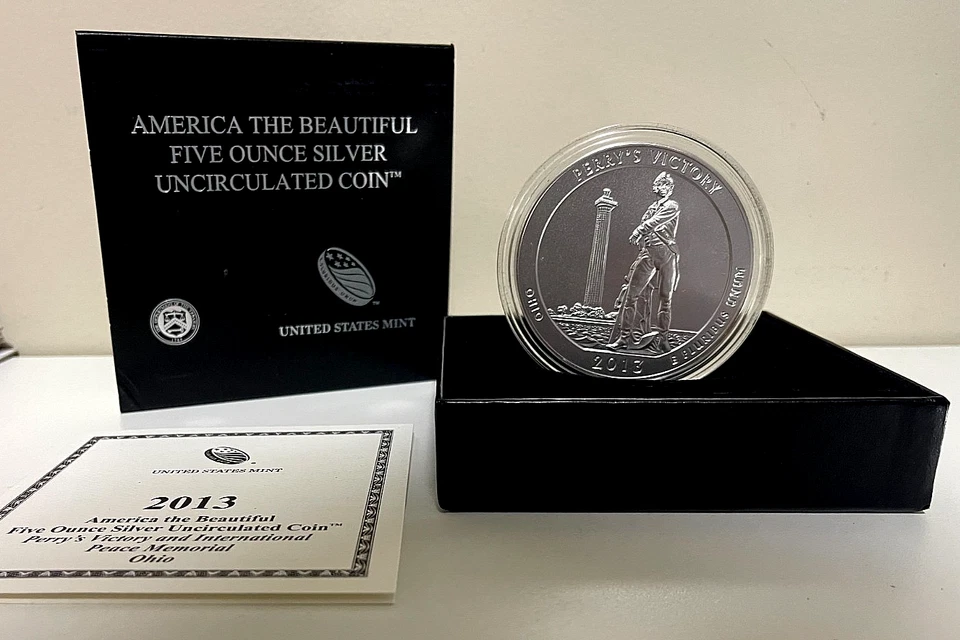 AMERICA THE BEAUTIFUL
FIVE OUNCE SILVER
UNCIRCULATED COIN™
UNITED STATES MINT
1789
PERRY'S VICTORY
OHIO
E PLURIBUS UNUM
2013
UNITED STATES MINT
2013
America the Beautiful
Five Ounce Silver Uncirculated Coin™
Perry's Victory and International
Peace Memorial
Ohio